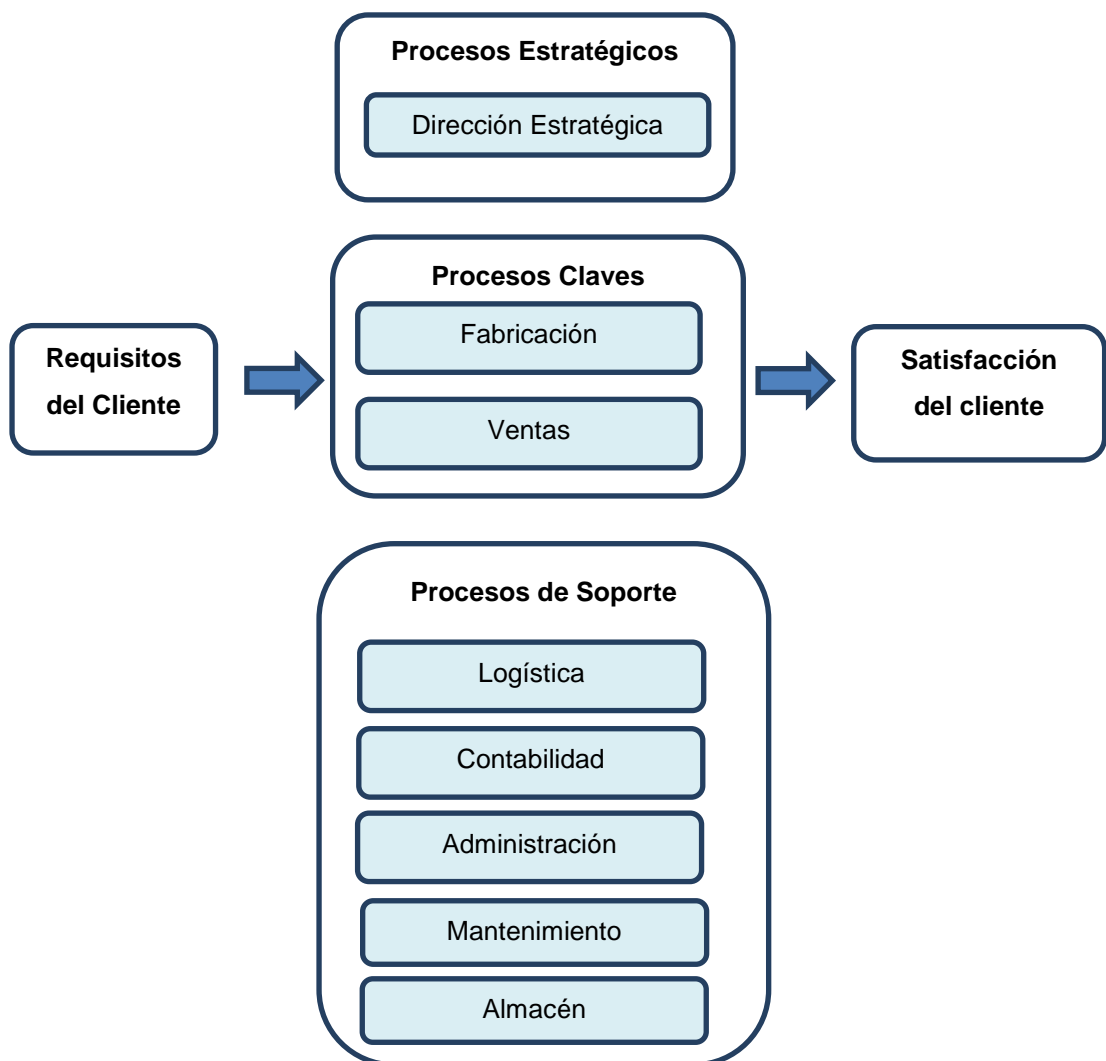 Procesos Estratégicos
Dirección Estratégica
Procesos Claves
Fabricación
Ventas
Requisitos
del Cliente
Satisfacción
del cliente
Procesos de Soporte
Logística
Contabilidad
Administración
Mantenimiento
Almacén